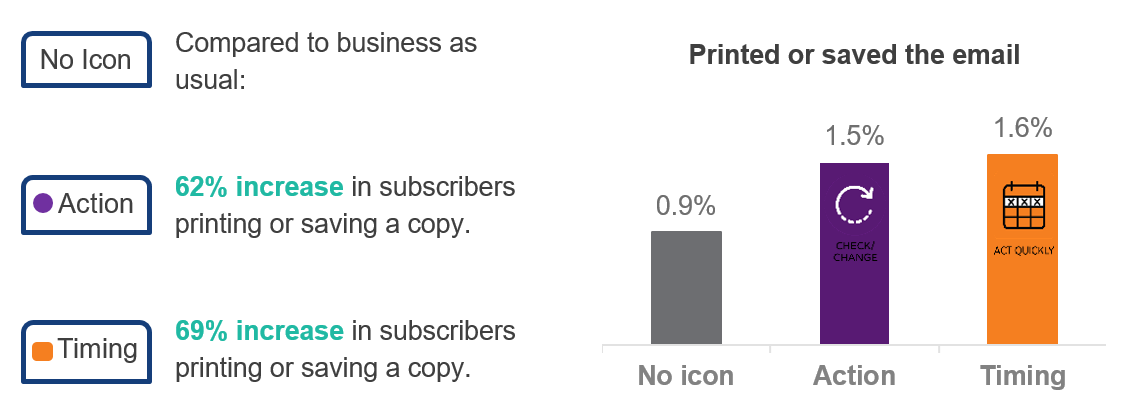 No Icon
Compared to business as
usual:
Action
62% increase in subscribers
printing or saving a copy.
Timing
69% increase in subscribers
printing or saving a copy.
Printed or saved the email
0.9%
1.5%
1.6%
CHECK/
CHANGE
XXX
ACT QUICKLY
No icon
Action
Timing